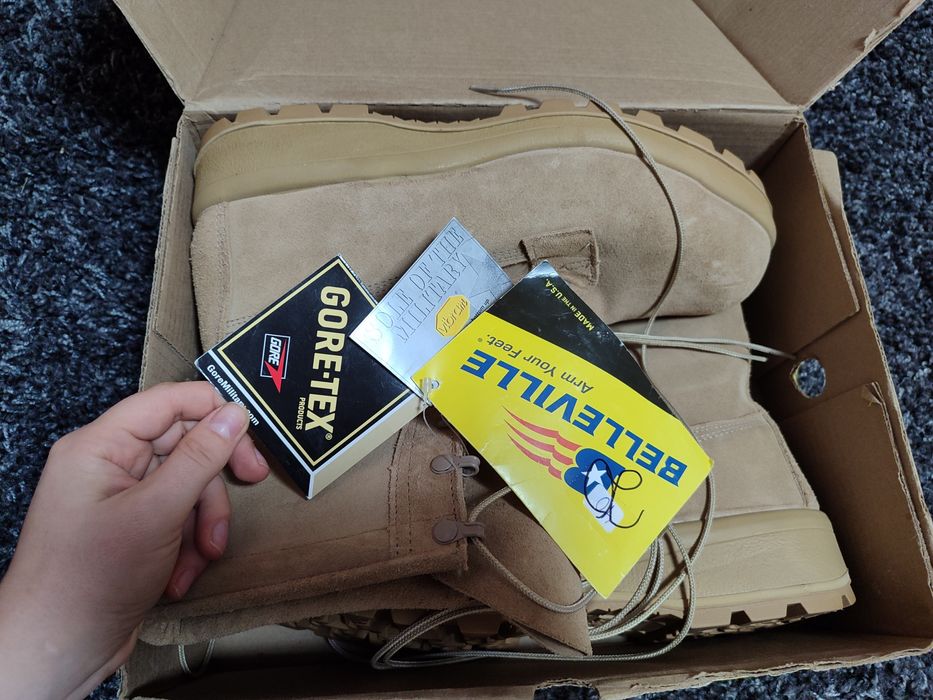 GORE-TEX®
PRODUCTS
GORE
GoreMilitary.com
SOLE OF THE
MILITARY
vibram
BELLEVILLE
Arm Your Feet.®
MADE IN THE U.S.A.